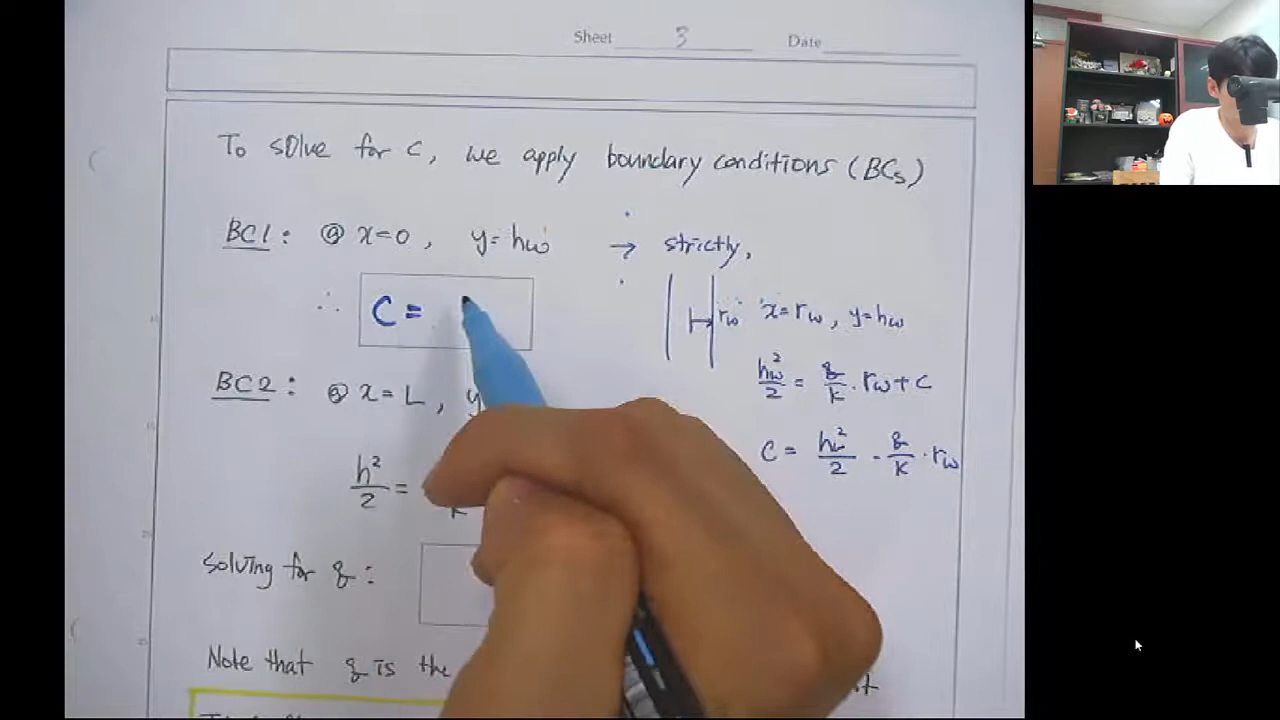 Sheet 3 Date
To solve for C, we apply boundary conditions (BCs)
BC1: @ x=0, y=hw → strictly,
∴ C=
rw x=rw, y=hw
hw²/2 = q/k · rw + C
C = hw²/2 - q/k · rw
BC2: @ x=L, y
h²/2 =
solving for q:
Note that q is the